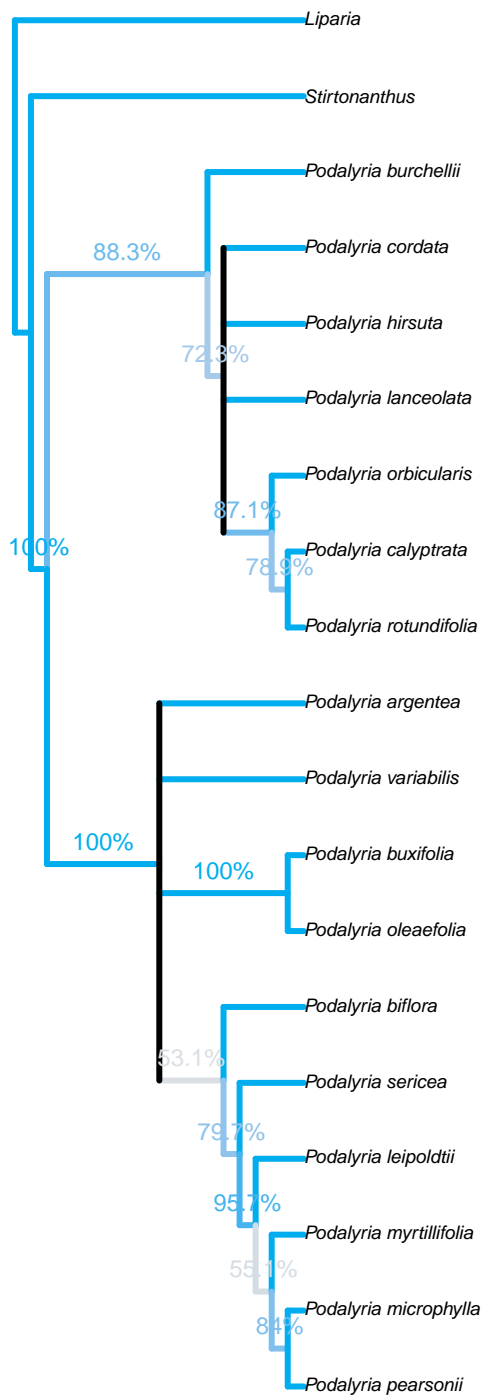 Liparia
Stirtonanthus
Podalyria burchellii
88.3%
Podalyria cordata
Podalyria hirsuta
72.3%
Podalyria lanceolata
Podalyria orbicularis
87.1%
100%
Podalyria calyptrata
78.9%
Podalyria rotundifolia
Podalyria argentea
Podalyria variabilis
100%
Podalyria buxifolia
100%
Podalyria oleaefolia
Podalyria biflora
53.1%
Podalyria sericea
79.7%
Podalyria leipoldtii
95.7%
Podalyria myrtillifolia
55.1%
Podalyria microphylla
84%
Podalyria pearsonii